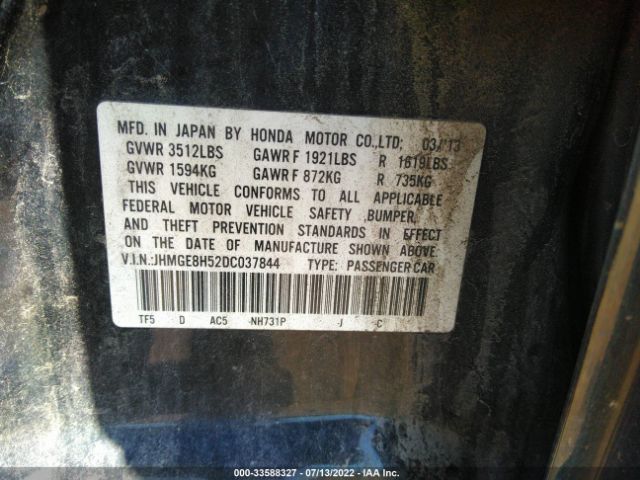 MFD. IN JAPAN BY HONDA MOTOR CO.,LTD; 03/'13
GVWR 3512LBS GAWR F 1921LBS R 1619LBS
GVWR 1594KG GAWR F 872KG R 735KG
THIS VEHICLE CONFORMS TO ALL APPLICABLE
FEDERAL MOTOR VEHICLE SAFETY ,BUMPER,
AND THEFT PREVENTION STANDARDS IN EFFECT
ON THE DATE OF MANUFACTURE SHOWN ABOVE.
V.I.N.:JHMGE8H52DC037844 TYPE: PASSENGER CAR
TF5 -D AC5 -NH731P -J -C
000-33588327 - 07/13/2022 - IAA Inc.